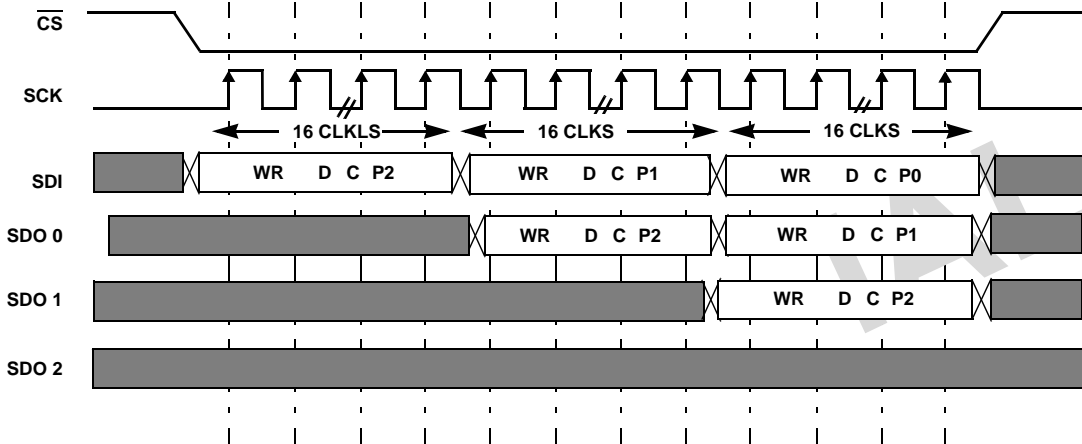 CS
SCK
16 CLKLS 16 CLKS 16 CLKS
SDI WR D C P2 WR D C P1 WR D C P0
SDO 0 WR D C P2 WR D C P1
SDO 1 WR D C P2
SDO 2